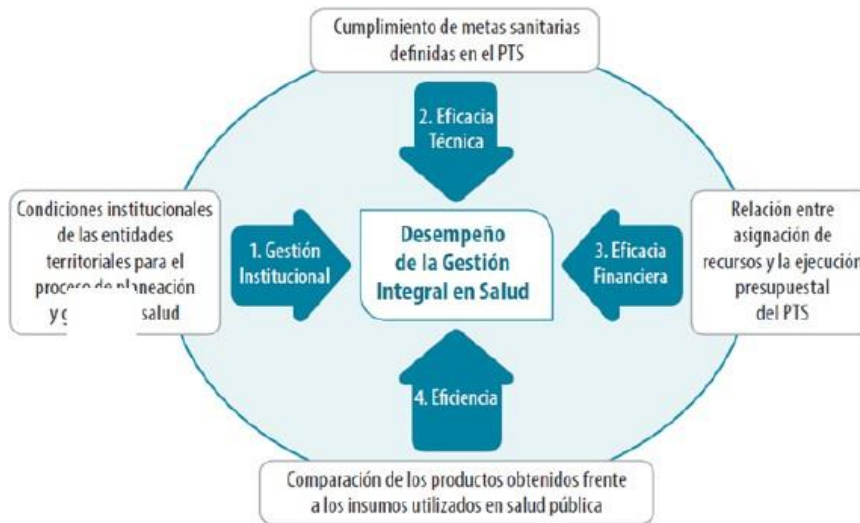 Cumplimiento de metas sanitarias
definidas en el PTS
2. Eficacia
Técnica
Condiciones institucionales
de las entidades
territoriales para el
proceso de planeación
y salud
1. Gestión
Institucional
Desempeño
de la Gestión
Integral en Salud
3. Eficacia
Financiera
Relación entre
asignación de
recursos y la ejecución
presupuestal
del PTS
4. Eficiencia
Comparación de los productos obtenidos frente
a los insumos utilizados en salud pública